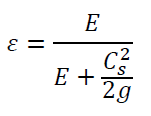 ε = E / (E + C_s^2 / 2g)